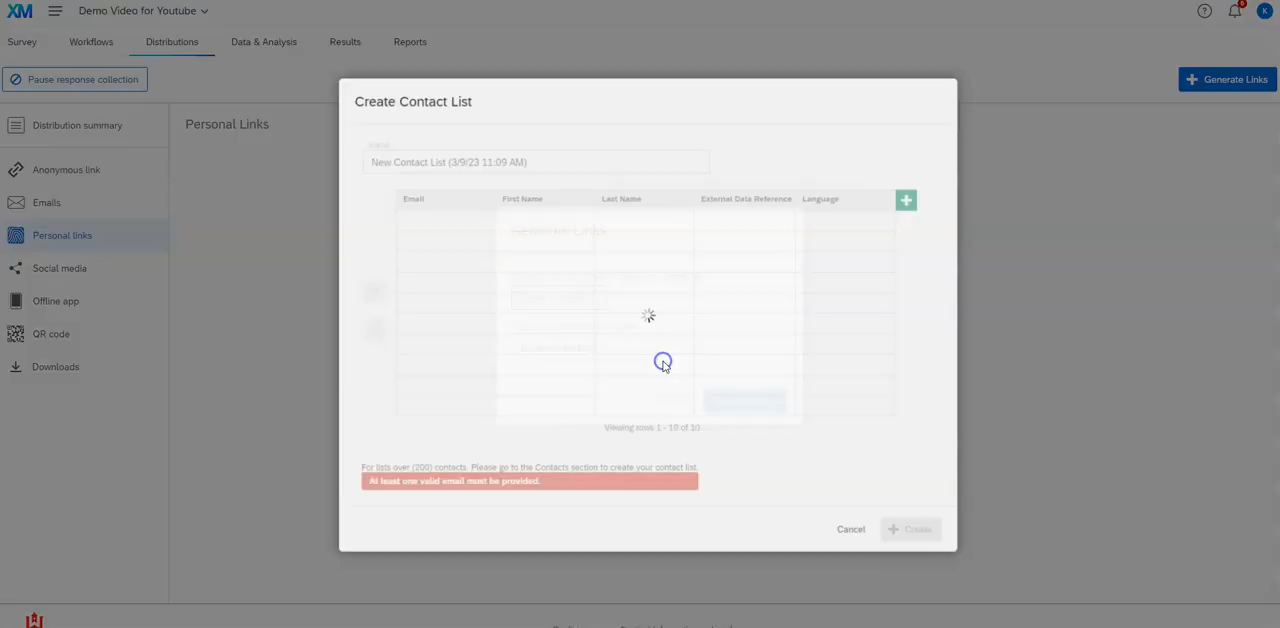 XM
Demo Video for Youtube
?
6
K
Survey
Workflows
Distributions
Data & Analysis
Results
Reports
Pause response collection
Generate Links
Distribution summary
Personal Links
Anonymous link
Emails
Personal links
Social media
Offline app
QR code
Downloads
Create Contact List
New Contact List (3/9/23 11:09 AM)
Email
First Name
Last Name
External Data Reference
Language
Viewing rows 1 - 10 of 10
For lists over (200) contacts. Please go to the Contacts section to create your contact list.
At least one valid email must be provided.
Cancel
Create